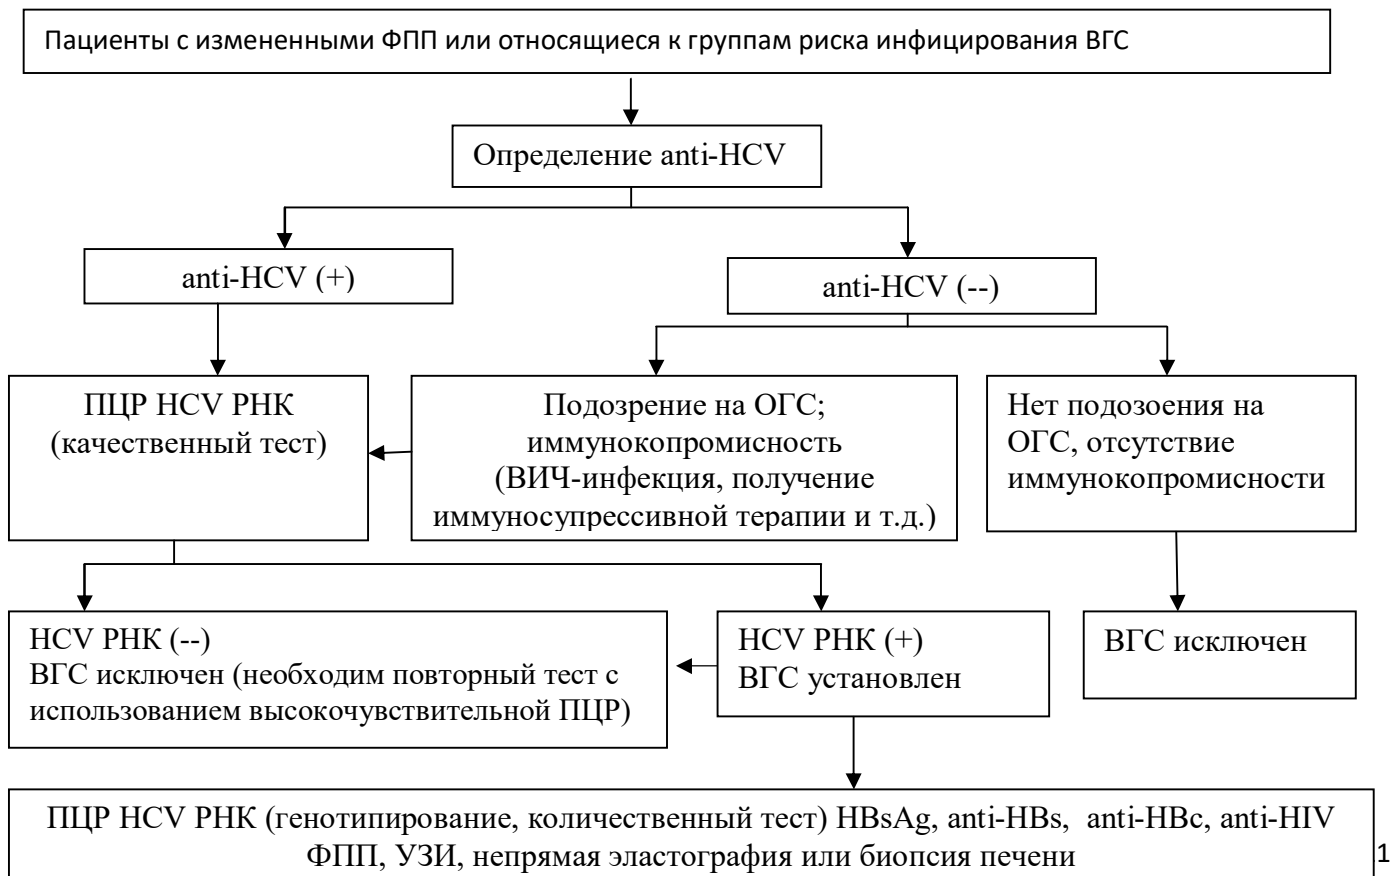 Пациенты с измененными ФПП или относящиеся к группам риска инфицирования ВГС
Определение anti-HCV
anti-HCV (+)
anti-HCV (--)
ПЦР HCV РНК
(качественный тест)
Подозрение на ОГС;
иммунокопромисность
(ВИЧ-инфекция, получение
иммуносупрессивной терапии и т.д.)
Нет подозоения на
ОГС, отсутствие
иммунокопромисности
HCV РНК (--)
ВГС исключен (необходим повторный тест с
использованием высокочувствительной ПЦР)
HCV РНК (+)
ВГС установлен
ВГС исключен
ПЦР HCV РНК (генотипирование, количественный тест) HBsAg, anti-HBs, anti-HBc, anti-HIV
ФПП, УЗИ, непрямая эластография или биопсия печени
1